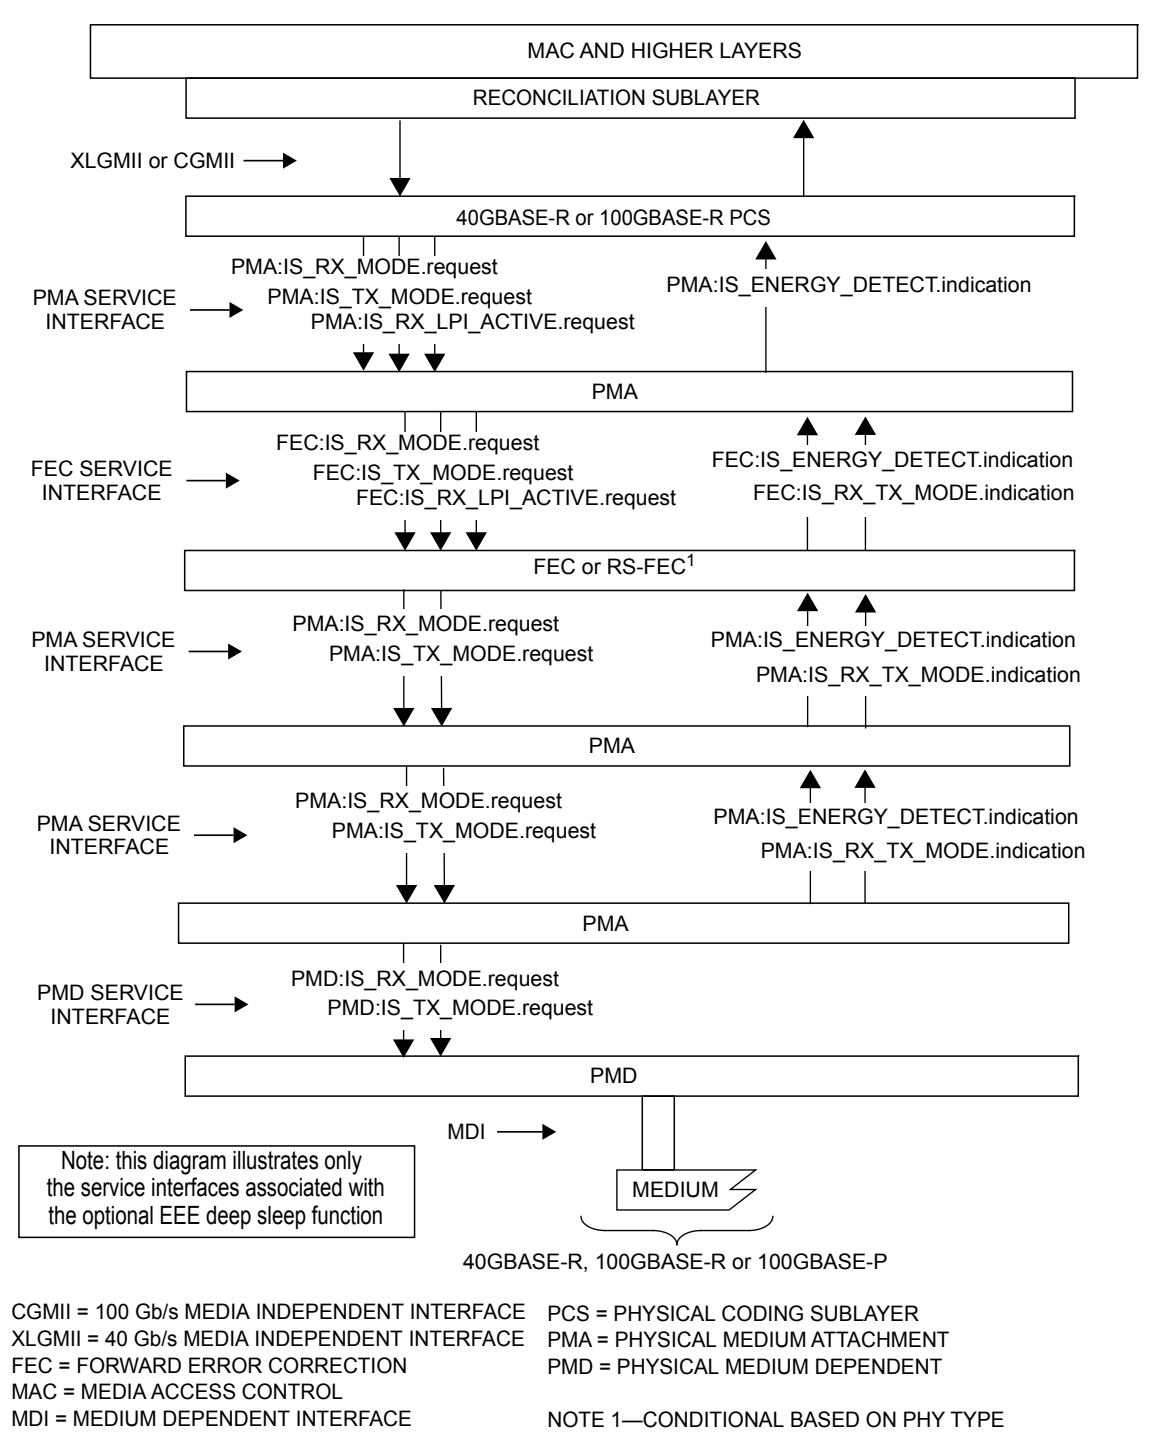 MAC AND HIGHER LAYERS
RECONCILIATION SUBLAYER
XLGMII or CGMII
40GBASE-R or 100GBASE-R PCS
PMA:IS_RX_MODE.request
PMA:IS_TX_MODE.request
PMA:IS_RX_LPI_ACTIVE.request
PMA:IS_ENERGY_DETECT.indication
PMA SERVICE
INTERFACE
PMA
FEC:IS_RX_MODE.request
FEC:IS_TX_MODE.request
FEC:IS_RX_LPI_ACTIVE.request
FEC:IS_ENERGY_DETECT.indication
FEC:IS_RX_TX_MODE.indication
FEC SERVICE
INTERFACE
FEC or RS-FEC1
PMA:IS_RX_MODE.request
PMA:IS_TX_MODE.request
PMA:IS_ENERGY_DETECT.indication
PMA:IS_RX_TX_MODE.indication
PMA SERVICE
INTERFACE
PMA
PMA:IS_RX_MODE.request
PMA:IS_TX_MODE.request
PMA:IS_ENERGY_DETECT.indication
PMA:IS_RX_TX_MODE.indication
PMA SERVICE
INTERFACE
PMA
PMD:IS_RX_MODE.request
PMD:IS_TX_MODE.request
PMD SERVICE
INTERFACE
PMD
MDI
Note: this diagram illustrates only
the service interfaces associated with
the optional EEE deep sleep function
MEDIUM
40GBASE-R, 100GBASE-R or 100GBASE-P
CGMII = 100 Gb/s MEDIA INDEPENDENT INTERFACE
XLGMII = 40 Gb/s MEDIA INDEPENDENT INTERFACE
FEC = FORWARD ERROR CORRECTION
MAC = MEDIA ACCESS CONTROL
MDI = MEDIUM DEPENDENT INTERFACE
PCS = PHYSICAL CODING SUBLAYER
PMA = PHYSICAL MEDIUM ATTACHMENT
PMD = PHYSICAL MEDIUM DEPENDENT
NOTE 1—CONDITIONAL BASED ON PHY TYPE